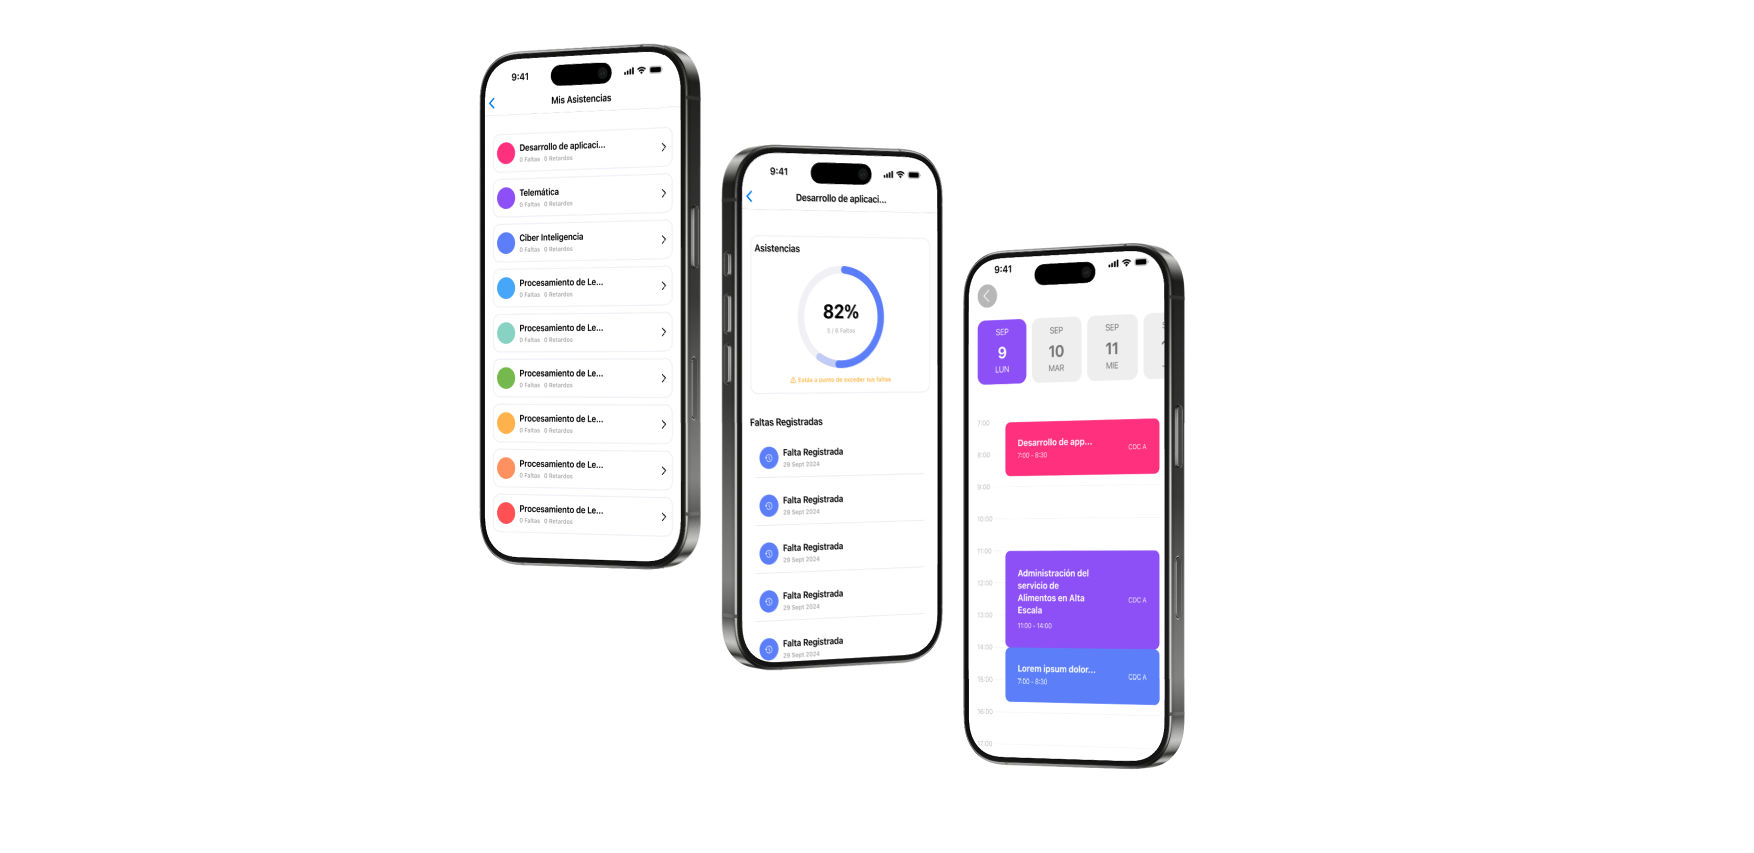 9:41
Mis Asistencias
Desarrollo de aplicaci...
0 Faltas 0 Retardos
Telemática
0 Faltas 0 Retardos
Ciber Inteligencia
0 Faltas 0 Retardos
Procesamiento de Le...
0 Faltas 0 Retardos
Procesamiento de Le...
0 Faltas 0 Retardos
Procesamiento de Le...
0 Faltas 0 Retardos
Procesamiento de Le...
0 Faltas 0 Retardos
Procesamiento de Le...
0 Faltas 0 Retardos
Procesamiento de Le...
0 Faltas 0 Retardos
9:41
Desarrollo de aplicaci...
Asistencias
82%
5 / 8 Faltas
Estás a punto de exceder tus faltas
Faltas Registradas
Falta Registrada
29 Sept 2024
Falta Registrada
29 Sept 2024
Falta Registrada
29 Sept 2024
Falta Registrada
29 Sept 2024
Falta Registrada
29 Sept 2024
9:41
SEP
9
LUN
SEP
10
MAR
SEP
11
MIE
7:00
8:00
9:00
10:00
11:00
12:00
13:00
14:00
15:00
16:00
17:00
Desarrollo de app...
7:00 - 8:30
CDC A
Administración del
servicio de
Alimentos en Alta
Escala
11:00 - 14:00
CDC A
Lorem ipsum dolor...
7:00 - 8:30
CDC A